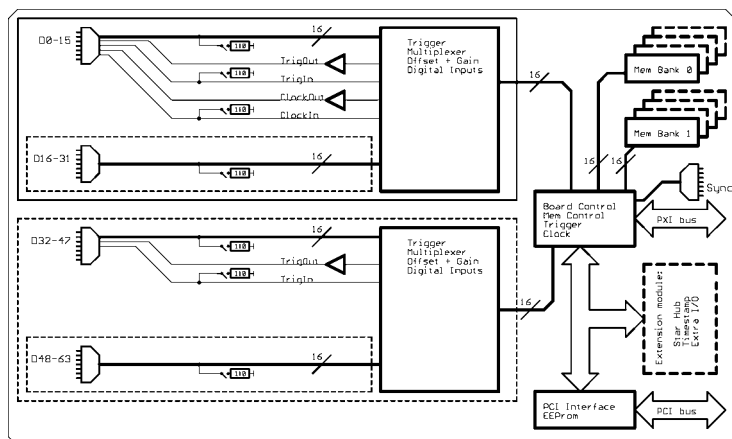 D0-15
110
16
TrigOut
110
TrigIn
ClockOut
110
ClockIn
Trigger
Multiplexer
Offset + Gain
Digital Inputs
16
Mem Bank 0
Mem Bank 1
D16-31
16
110
16
16
Sync
Board Control
Mem Control
Trigger
Clock
PXI bus
D32-47
110
16
TrigOut
110
TrigIn
Trigger
Multiplexer
Offset + Gain
Digital Inputs
16
Extension module:
Star Hub
Timestamp
Extra I/O
D48-63
16
110
PCI Interface
EEProm
PCI bus